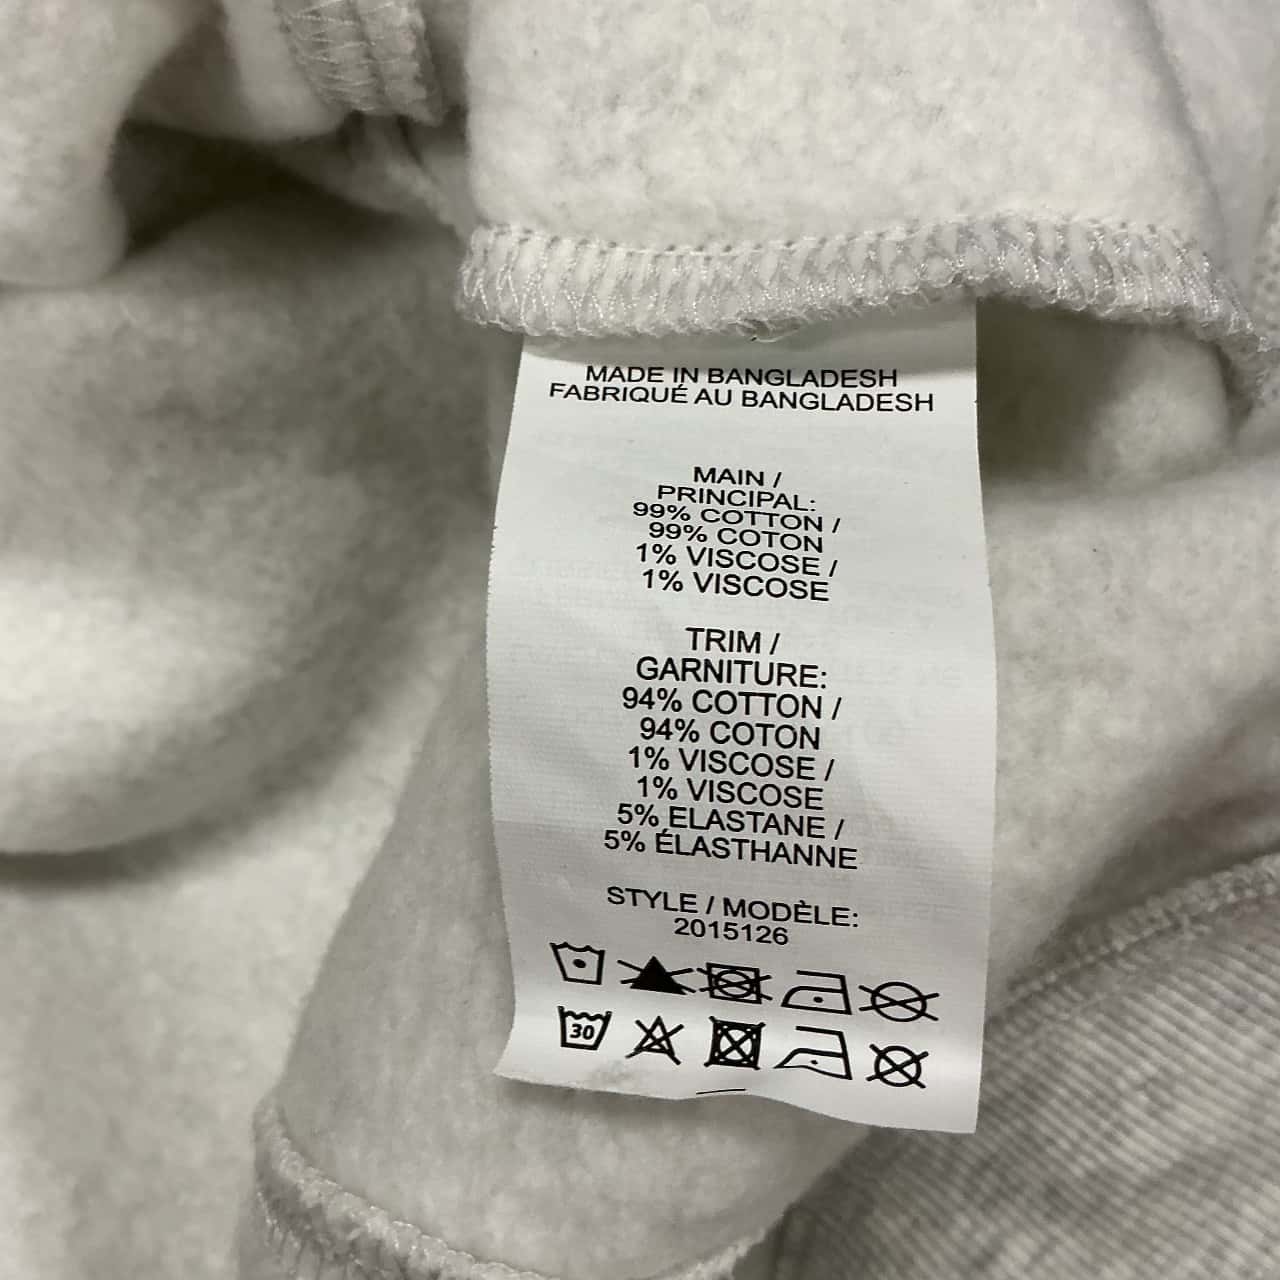 MADE IN BANGLADESH
FABRIQUÉ AU BANGLADESH
MAIN /
PRINCIPAL:
99% COTTON /
99% COTON
1% VISCOSE /
1% VISCOSE
TRIM /
GARNITURE:
94% COTTON /
94% COTON
1% VISCOSE /
1% VISCOSE
5% ELASTANE /
5% ÉLASTHANNE
STYLE / MODÈLE:
2015126
30